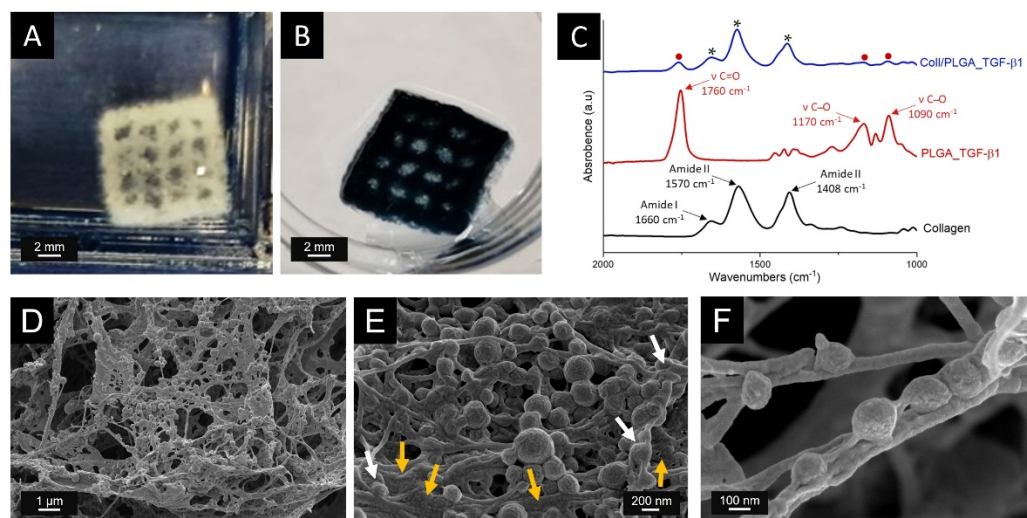 A
2 mm
B
2 mm
C
Absrobence (a.u)
* * *
Coll/PLGA_TGF-β1
ν C=O
1760 cm⁻¹
ν C–O
1170 cm⁻¹
ν C–O
1090 cm⁻¹
PLGA_TGF-β1
Amide I
1660 cm⁻¹
Amide II
1570 cm⁻¹
Amide II
1408 cm⁻¹
Collagen
2000 1500 1000
Wavenumbers (cm⁻¹)
D
1 µm
E
200 nm
F
100 nm